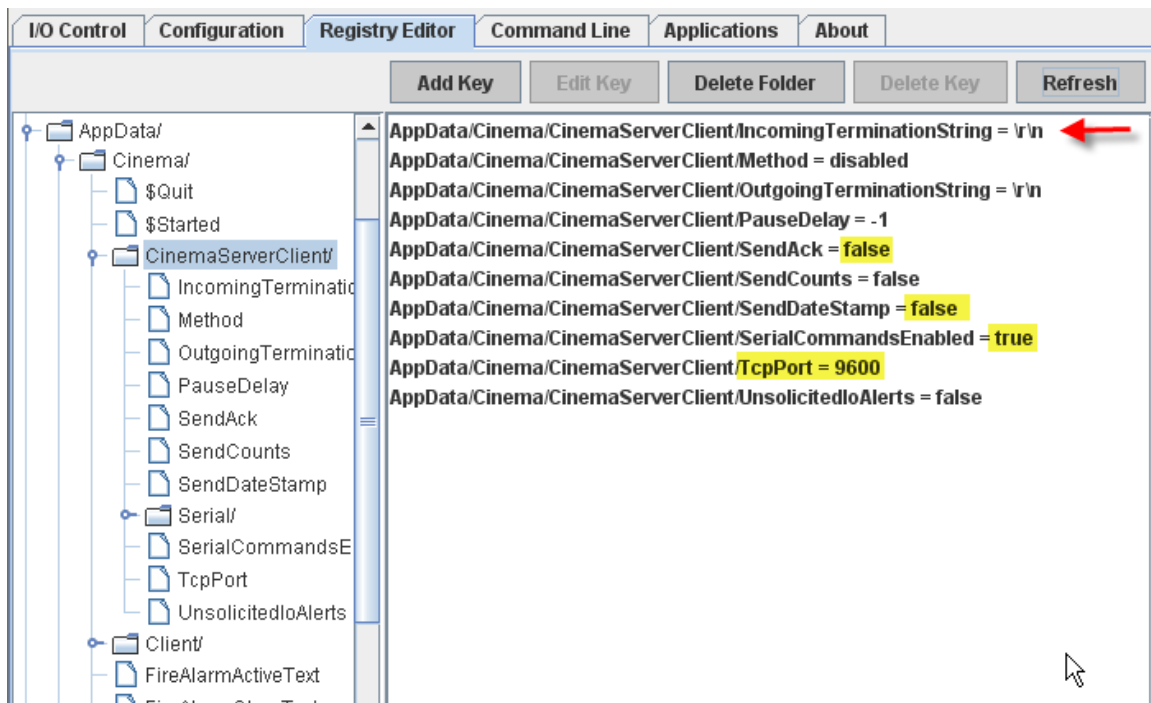 I/O Control Configuration Registry Editor Command Line Applications About
Add Key Edit Key Delete Folder Delete Key Refresh
AppData/
Cinema/
$Quit
$Started
CinemaServerClient/
IncomingTerminatio
Method
OutgoingTerminatio
PauseDelay
SendAck
SendCounts
SendDateStamp
Serial/
SerialCommandsE
TcpPort
UnsolicitedIoAlerts
Client/
FireAlarmActiveText
AppData/Cinema/CinemaServerClient/IncomingTerminationString = \r\n
AppData/Cinema/CinemaServerClient/Method = disabled
AppData/Cinema/CinemaServerClient/OutgoingTerminationString = \r\n
AppData/Cinema/CinemaServerClient/PauseDelay = -1
AppData/Cinema/CinemaServerClient/SendAck = false
AppData/Cinema/CinemaServerClient/SendCounts = false
AppData/Cinema/CinemaServerClient/SendDateStamp = false
AppData/Cinema/CinemaServerClient/SerialCommandsEnabled = true
AppData/Cinema/CinemaServerClient/TcpPort = 9600
AppData/Cinema/CinemaServerClient/UnsolicitedIoAlerts = false